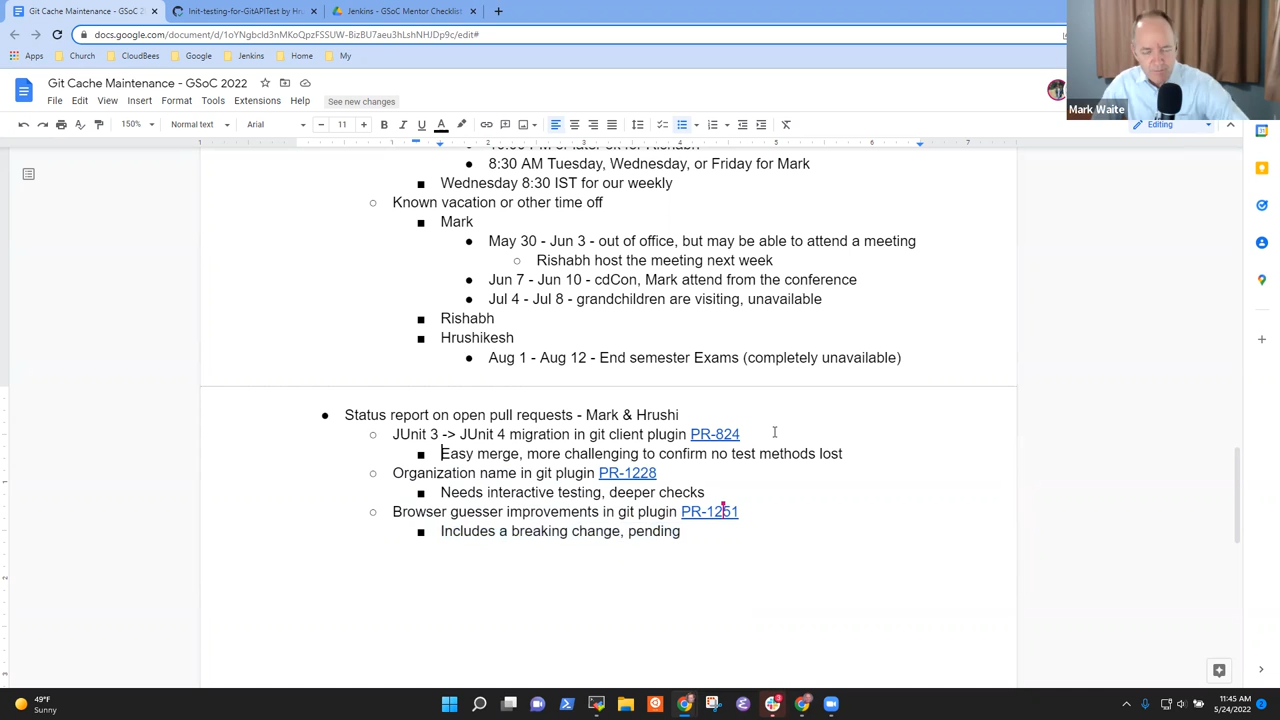 Git Cache Maintenance - GSoC 2022
Init-testing-for-GitAPITest by Hr
Jenkins - GSoC Mentor Checklist
docs.google.com/document/d/1oYNgbcId3nMKoQpzFSSUW-BizB7aeu3hLshNHJDp9c/edit#
Apps
Church
CloudBees
Google
Jenkins
Home
My
Mark Waite
Git Cache Maintenance - GSoC 2022
File Edit View Insert Format Tools Extensions Help
See new changes
150%
Normal text
Arial
11
Editing
8:30 AM Tuesday, Wednesday, or Friday for Mark
Wednesday 8:30 IST for our weekly
Known vacation or other time off
Mark
May 30 - Jun 3 - out of office, but may be able to attend a meeting
Rishabh host the meeting next week
Jun 7 - Jun 10 - cdCon, Mark attend from the conference
Jul 4 - Jul 8 - grandchildren are visiting, unavailable
Rishabh
Hrushikesh
Aug 1 - Aug 12 - End semester Exams (completely unavailable)
Status report on open pull requests - Mark & Hrushi
JUnit 3 -> JUnit 4 migration in git client plugin PR-824
Easy merge, more challenging to confirm no test methods lost
Organization name in git plugin PR-1228
Needs interactive testing, deeper checks
Browser guesser improvements in git plugin PR-1251
Includes a breaking change, pending
49°F
Sunny
11:45 AM
5/24/2022